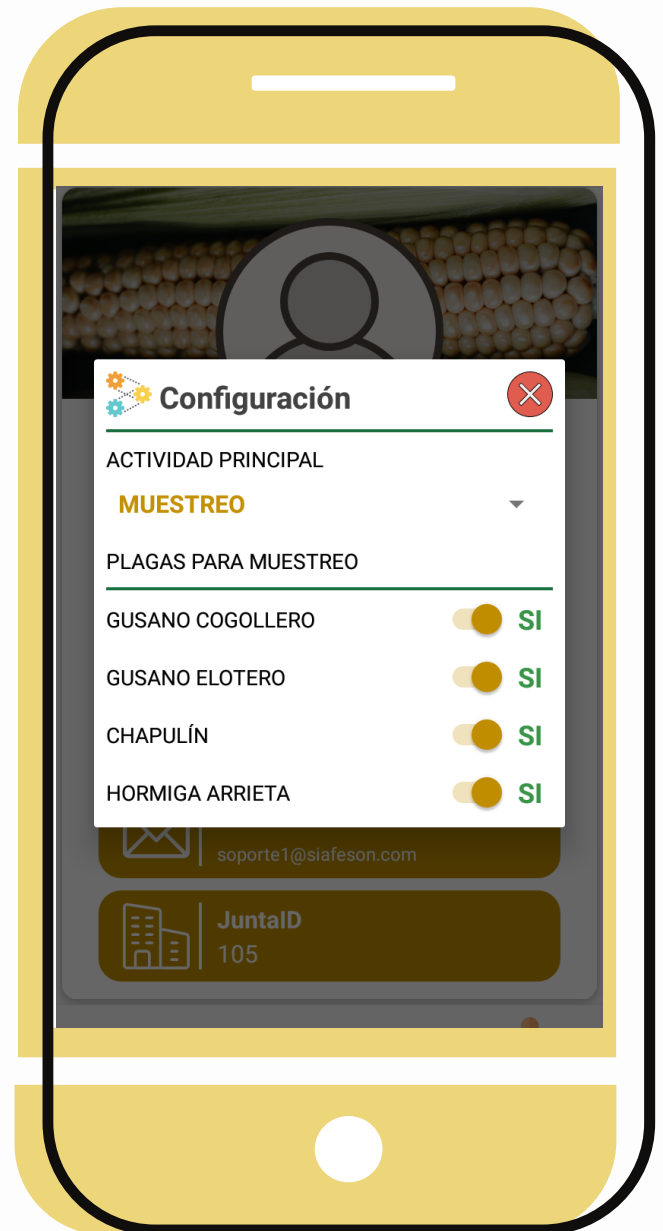 Configuración
ACTIVIDAD PRINCIPAL
MUESTREO
PLAGAS PARA MUESTREO
GUSANO COGOLLERO SI
GUSANO ELOTERO SI
CHAPULÍN SI
HORMIGA ARRIETA SI
soporte1@siafeson.com
JuntaID
105